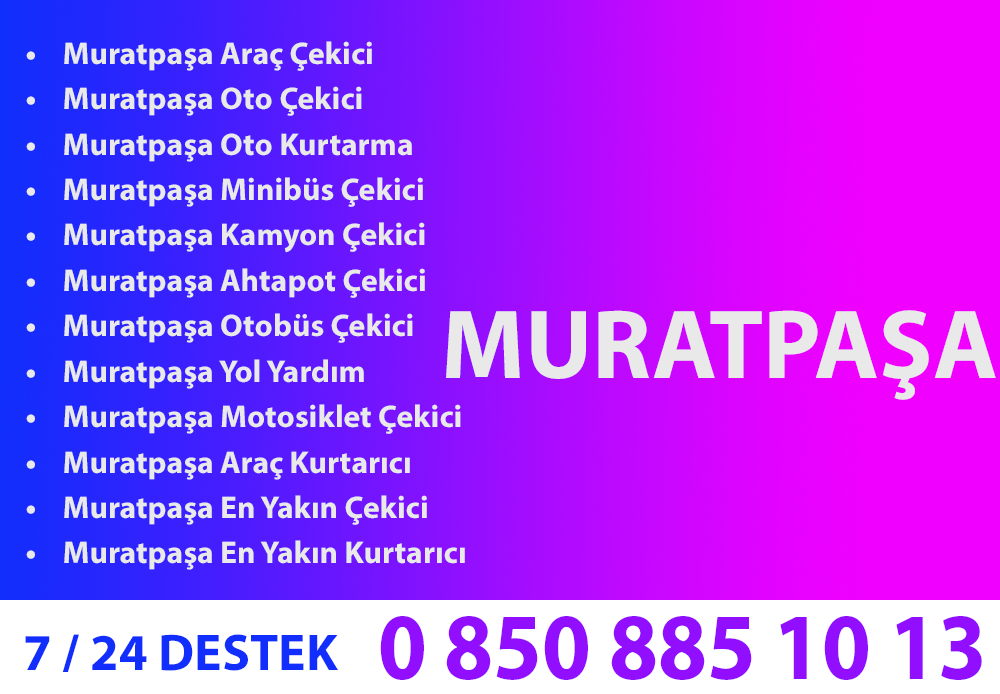 • Muratpaşa Araç Çekici
• Muratpaşa Oto Çekici
• Muratpaşa Oto Kurtarma
• Muratpaşa Minibüs Çekici
• Muratpaşa Kamyon Çekici
• Muratpaşa Ahtapot Çekici
• Muratpaşa Otobüs Çekici
• Muratpaşa Yol Yardım
• Muratpaşa Motosiklet Çekici
• Muratpaşa Araç Kurtarıcı
• Muratpaşa En Yakın Çekici
• Muratpaşa En Yakın Kurtarıcı
MURATPAŞA
7 / 24 DESTEK 0 850 885 10 13